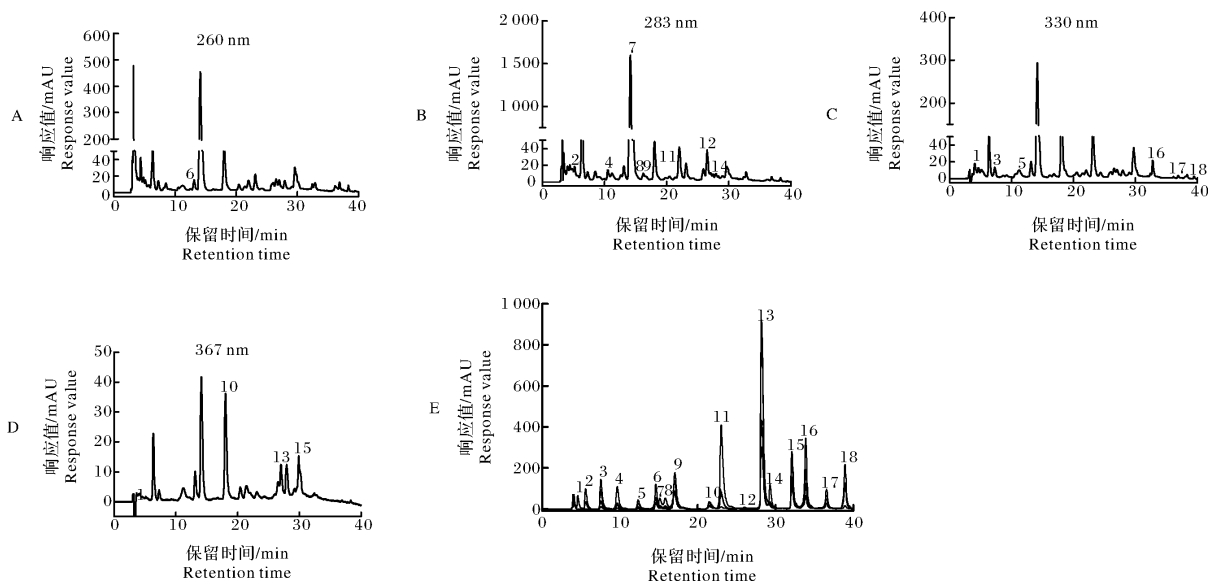 A
260 nm
响应值/mAU
Response value
600
500
400
300
200
40
20
0
6
0 10 20 30 40
保留时间/min
Retention time
B
283 nm
响应值/mAU
Response value
2 000
1 500
1 000
40
20
0
7
2 4 8 9 11 12 14
0 10 20 30 40
保留时间/min
Retention time
C
330 nm
响应值/mAU
Response value
400
300
200
40
20
0
1 3 5 16 17 18
0 10 20 30 40
保留时间/min
Retention time
D
367 nm
响应值/mAU
Response value
50
40
30
20
10
0
1 10 13 15
0 10 20 30 40
保留时间/min
Retention time
E
响应值/mAU
Response value
1 000
800
600
400
200
0
1 2 3 4 5 6 7 8 9 10 11 12 13 14 15 16 17 18
0 10 20 30 40
保留时间/min
Retention time